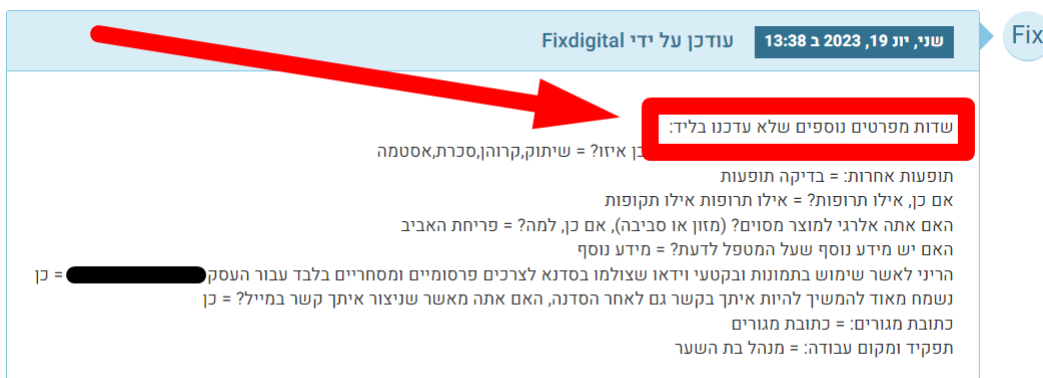 Fix
שני, יונ 19, 2023 ב 13:38 עודכן על ידי Fixdigital
שדות מפרטים נוספים שלא עדכנו בליד:
כן איזו? = שיתוק,קרוהן,סכרת,אסטמה
תופעות אחרות: = בדיקה תופעות
אם כן, אילו תרופות? = אילו תרופות אילו תקופות
האם אתה אלרגי למוצר מסוים? (מזון או סביבה), אם כן, למה? = פריחת האביב
האם יש מידע נוסף שעל המטפל לדעת? = מידע נוסף
הריני לאשר שימוש בתמונות ובקטעי וידאו שצולמו בסדנא לצרכים פרסומיים ומסחריים בלבד עבור העסק = כן
נשמח מאוד להמשיך להיות איתך בקשר גם לאחר הסדנה, האם אתה מאשר שניצור איתך קשר במייל? = כן
כתובת מגורים: = כתובת מגורים
תפקיד ומקום עבודה: = מנהל בת השער